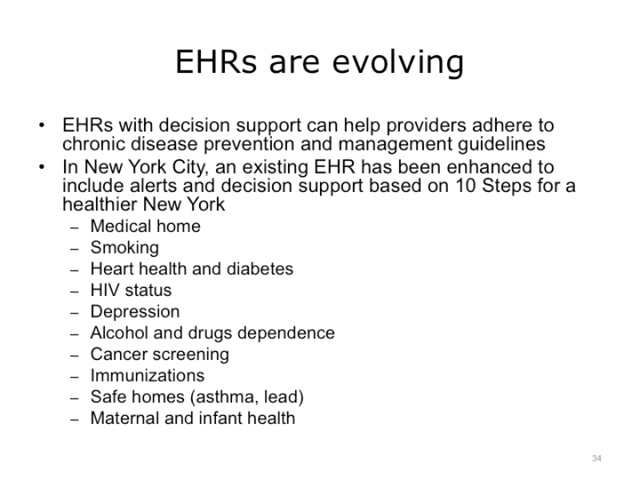 EHRs are evolving
• EHRs with decision support can help providers adhere to
chronic disease prevention and management guidelines
• In New York City, an existing EHR has been enhanced to
include alerts and decision support based on 10 Steps for a
healthier New York
– Medical home
– Smoking
– Heart health and diabetes
– HIV status
– Depression
– Alcohol and drugs dependence
– Cancer screening
– Immunizations
– Safe homes (asthma, lead)
– Maternal and infant health
34